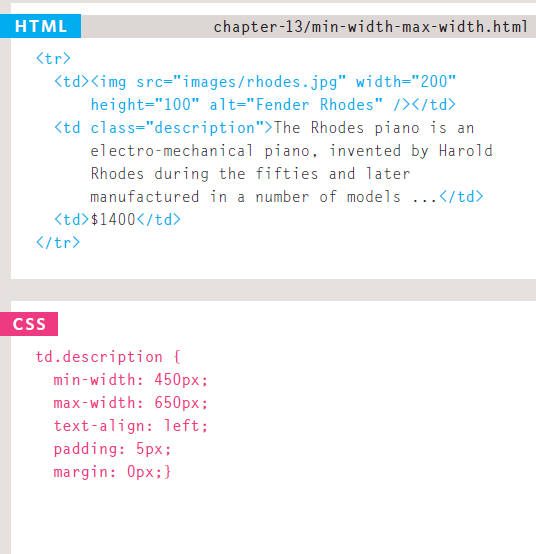 HTML chapter-13/min-width-max-width.html
<tr>
<td><img src="images/rhodes.jpg" width="200"
height="100" alt="Fender Rhodes" /></td>
<td class="description">The Rhodes piano is an
electro-mechanical piano, invented by Harold
Rhodes during the fifties and later
manufactured in a number of models ...</td>
<td>$1400</td>
</tr>
CSS
td.description {
min-width: 450px;
max-width: 650px;
text-align: left;
padding: 5px;
margin: 0px;}